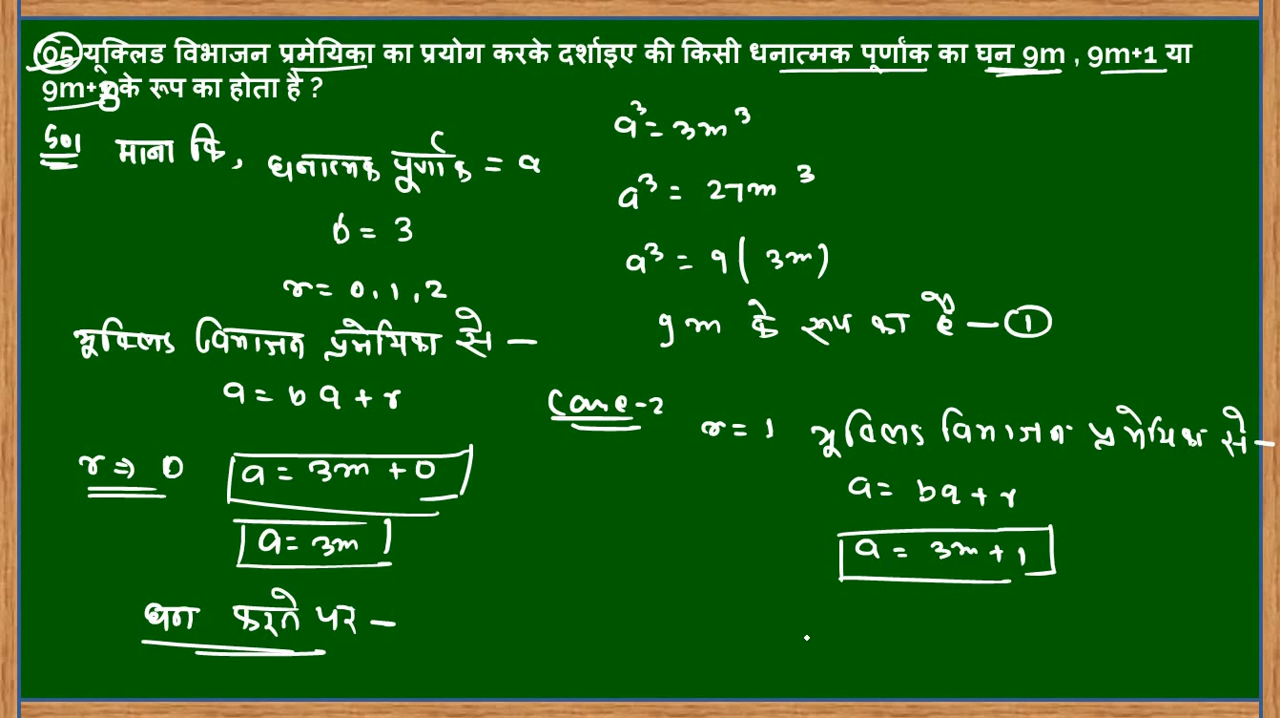 05 यूक्लिड विभाजन प्रमेयिका का प्रयोग करके दर्शाइए की किसी धनात्मक पूर्णांक का घन 9m , 9m+1 या
9m+8 के रूप का होता है ?
Sol माना कि, धनात्मक पूर्णांक = a
b = 3
r = 0, 1, 2
यूक्लिड विभाजन प्रमेयिका से —
a = b q + r
r ⇒ 0 a = 3m + 0
a = 3m
घन करते पर —
a³ = 3m³
a³ = 27m³
a³ = 9( 3m)
9m के रूप का है — ①
Case-2 r = 1 यूक्लिड विभाजन प्रमेयिका से —
a = bq + r
a = 3m + 1